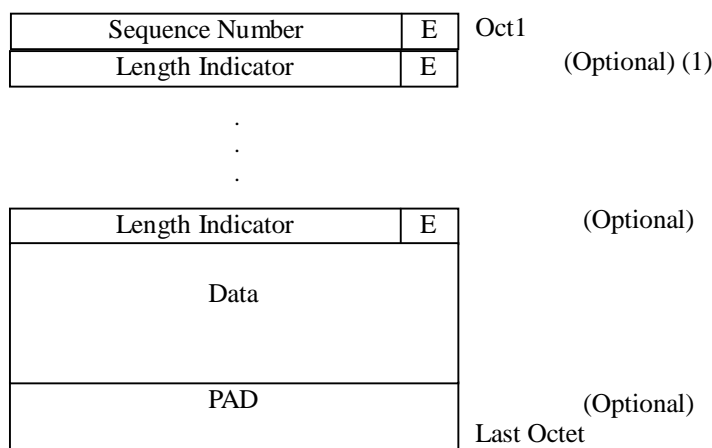 Sequence Number E Oct1
Length Indicator E (Optional) (1)
.
.
.
Length Indicator E (Optional)
Data
PAD (Optional)
Last Octet